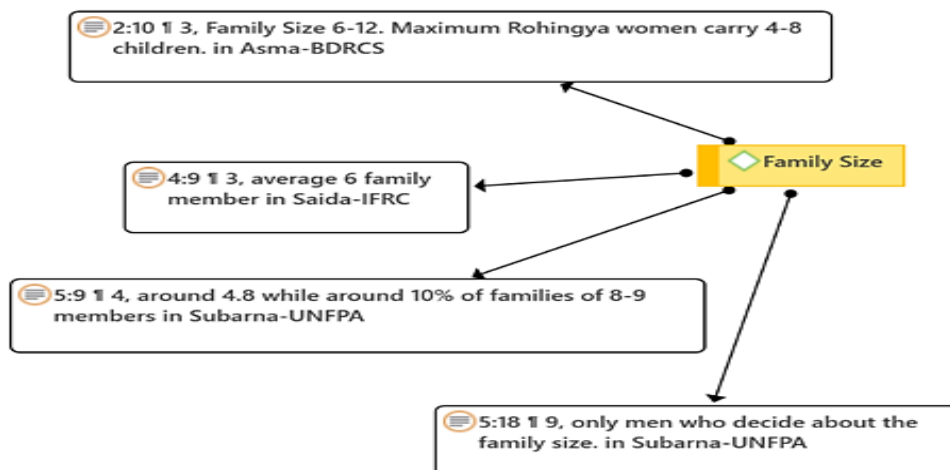 2:10 ¶ 3, Family Size 6-12. Maximum Rohingya women carry 4-8
children. in Asma-BDRCS
Family Size
4:9 ¶ 3, average 6 family
member in Saida-IFRC
5:9 ¶ 4, around 4.8 while around 10% of families of 8-9
members in Subarna-UNFPA
5:18 ¶ 9, only men who decide about the
family size. in Subarna-UNFPA